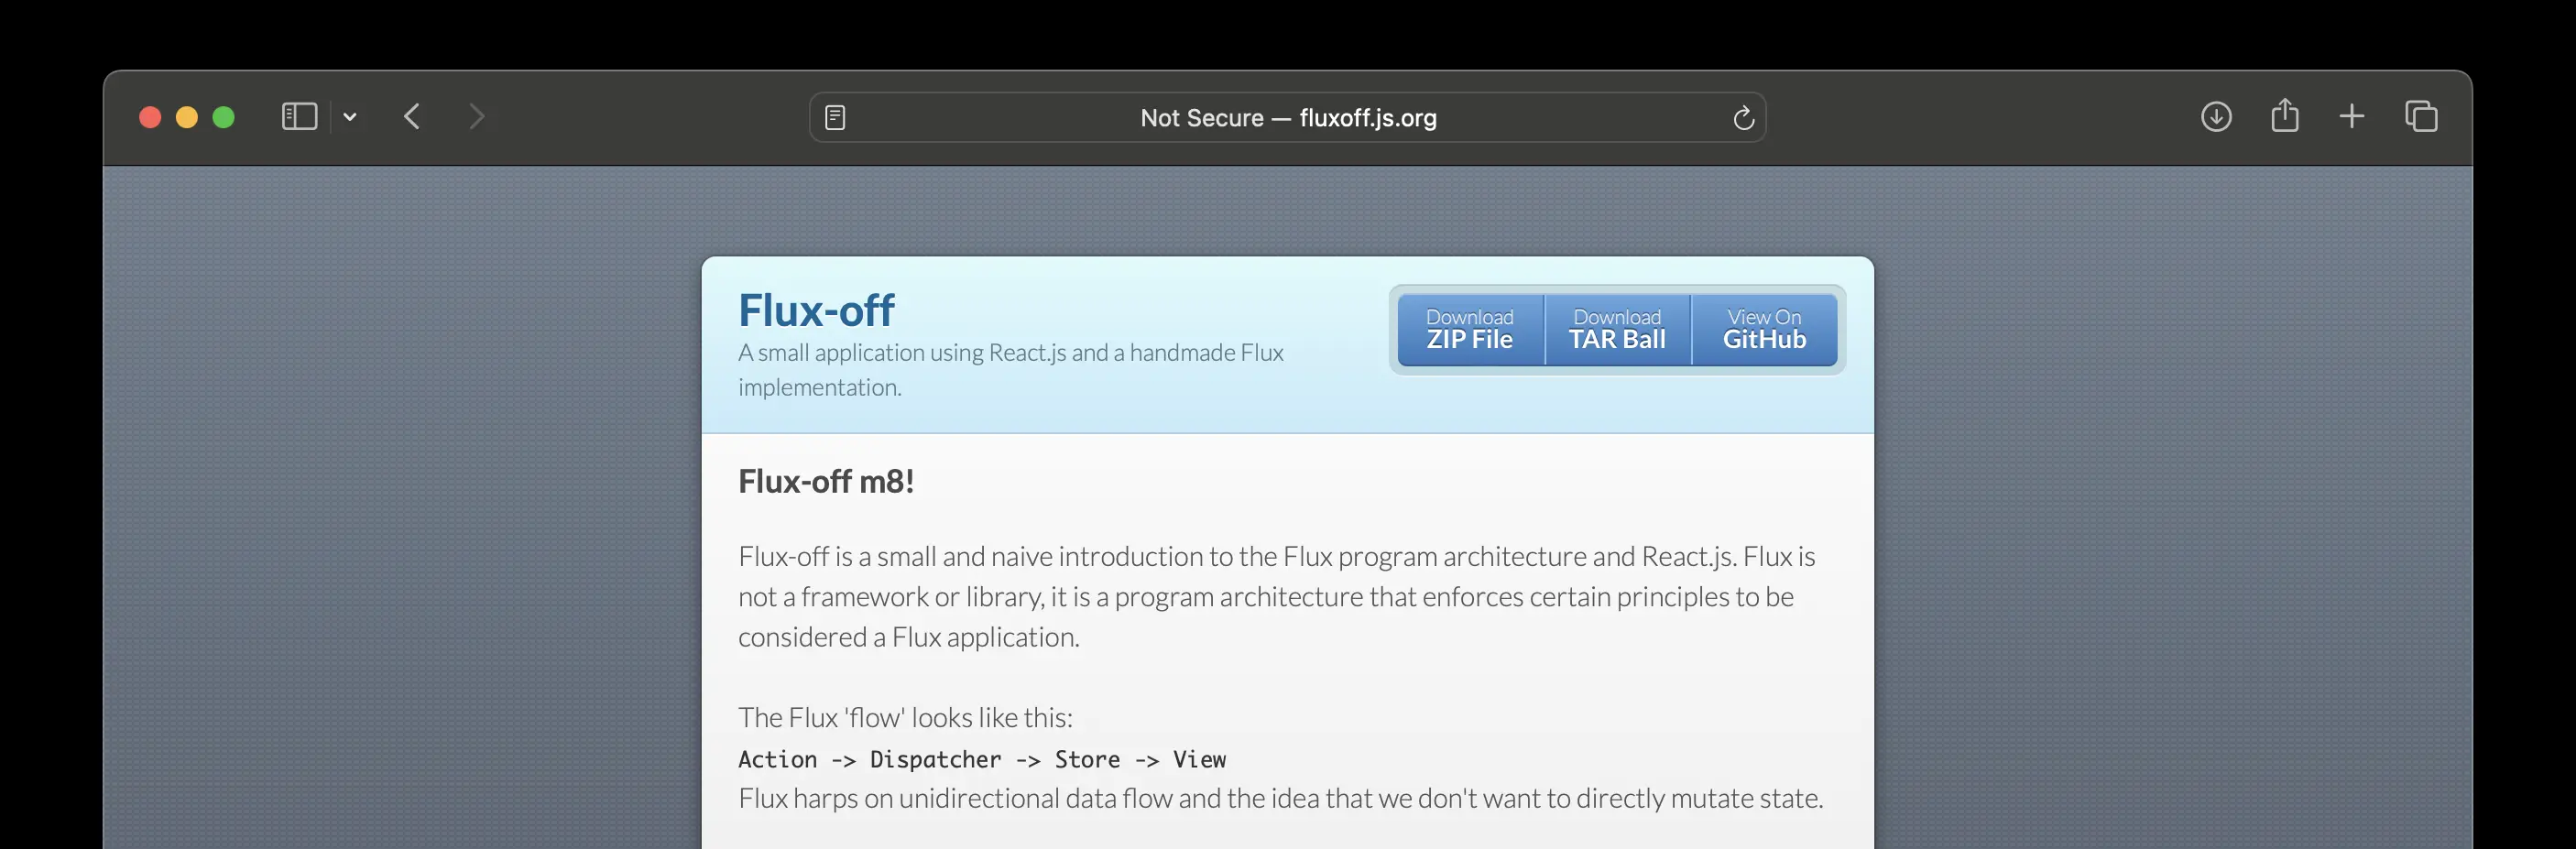 Not Secure — fluxoff.js.org
Flux-off
A small application using React.js and a handmade Flux
implementation.
Download
ZIP File
Download
TAR Ball
View On
GitHub
Flux-off m8!
Flux-off is a small and naive introduction to the Flux program architecture and React.js. Flux is
not a framework or library, it is a program architecture that enforces certain principles to be
considered a Flux application.
The Flux 'flow' looks like this:
Action -> Dispatcher -> Store -> View
Flux harps on unidirectional data flow and the idea that we don't want to directly mutate state.